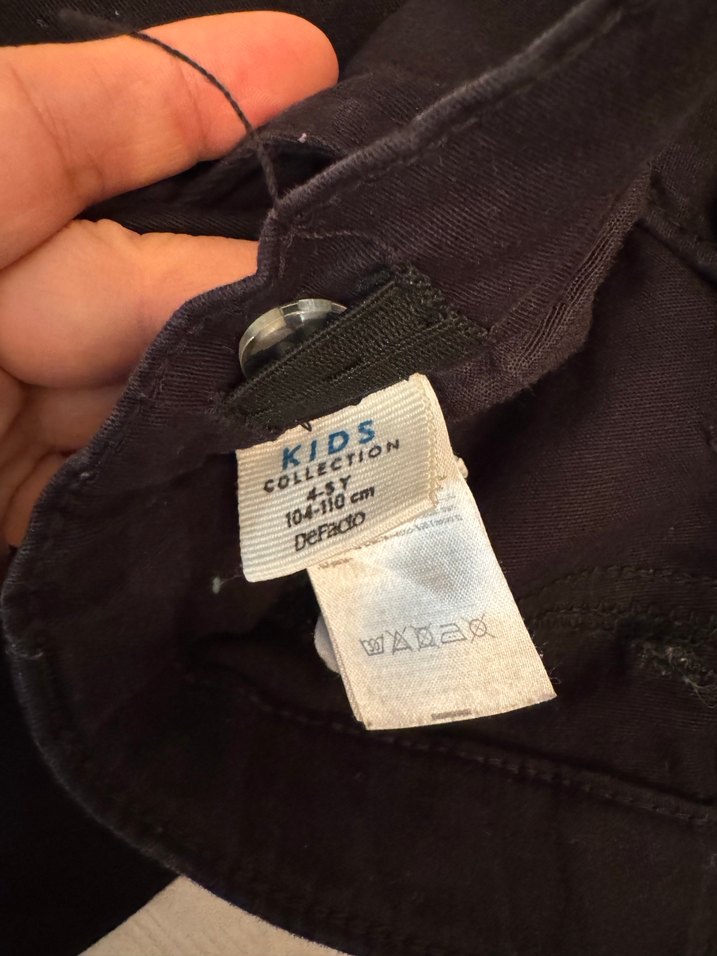 KIDS
COLLECTION
4-5 Y
104-110 cm
DeFacto